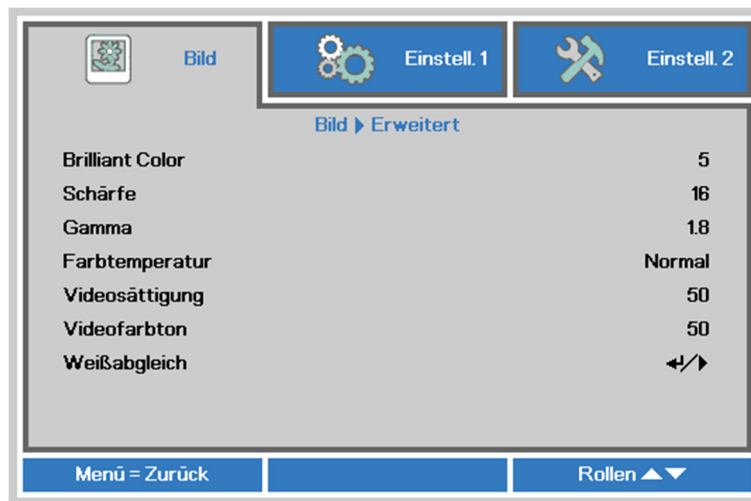 Bild
Einstell. 1
Einstell. 2
Bild ▶ Erweitert
Brilliant Color 5
Schärfe 16
Gamma 1.8
Farbtemperatur Normal
Videosättigung 50
Videofarbton 50
Weißabgleich ↵/▶
Menü = Zurück
Rollen ▲▼